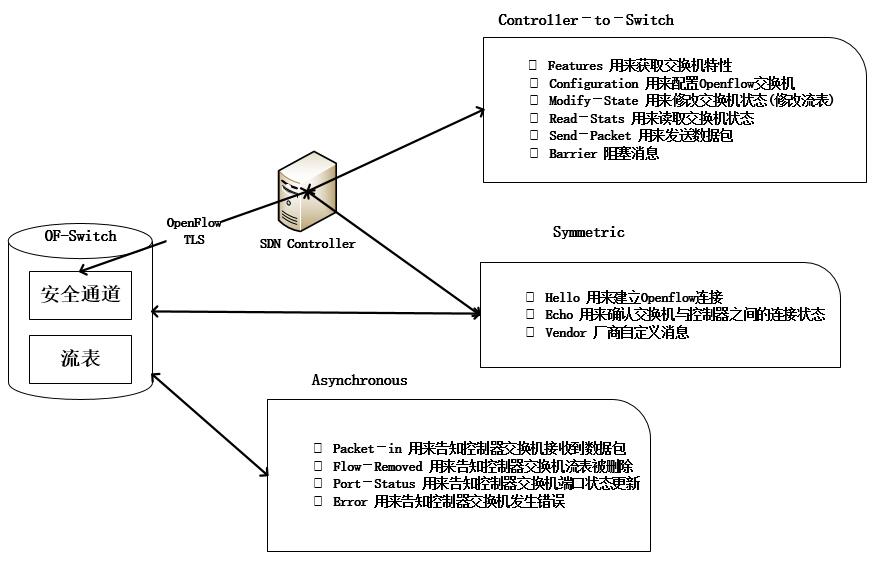 Controller－to－Switch
□ Features 用来获取交换机特性
□ Configuration 用来配置Openflow交换机
□ Modify－State 用来修改交换机状态(修改流表)
□ Read－Stats 用来读取交换机状态
□ Send－Packet 用来发送数据包
□ Barrier 阻塞消息
OpenFlow
TLS
SDN Controller
OF-Switch
安全通道
流表
Symmetric
□ Hello 用来建立Openflow连接
□ Echo 用来确认交换机与控制器之间的连接状态
□ Vendor 厂商自定义消息
Asynchronous
□ Packet－in 用来告知控制器交换机接收到数据包
□ Flow－Removed 用来告知控制器交换机流表被删除
□ Port－Status 用来告知控制器交换机端口状态更新
□ Error 用来告知控制器交换机发生错误